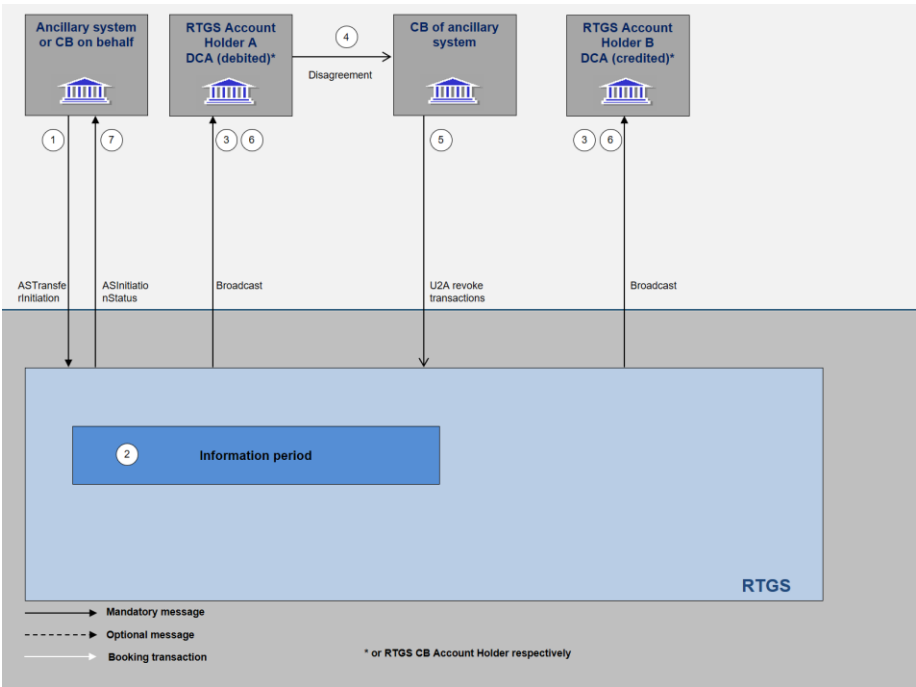 Ancillary system
or CB on behalf
RTGS Account
Holder A
DCA (debited)*
4
Disagreement
CB of ancillary
system
RTGS Account
Holder B
DCA (credited)*
1
7
3
6
5
3
6
ASTransfe
rInitiation
ASInitiatio
nStatus
Broadcast
U2A revoke
transactions
Broadcast
2
Information period
RTGS
Mandatory message
Optional message
Booking transaction
* or RTGS CB Account Holder respectively